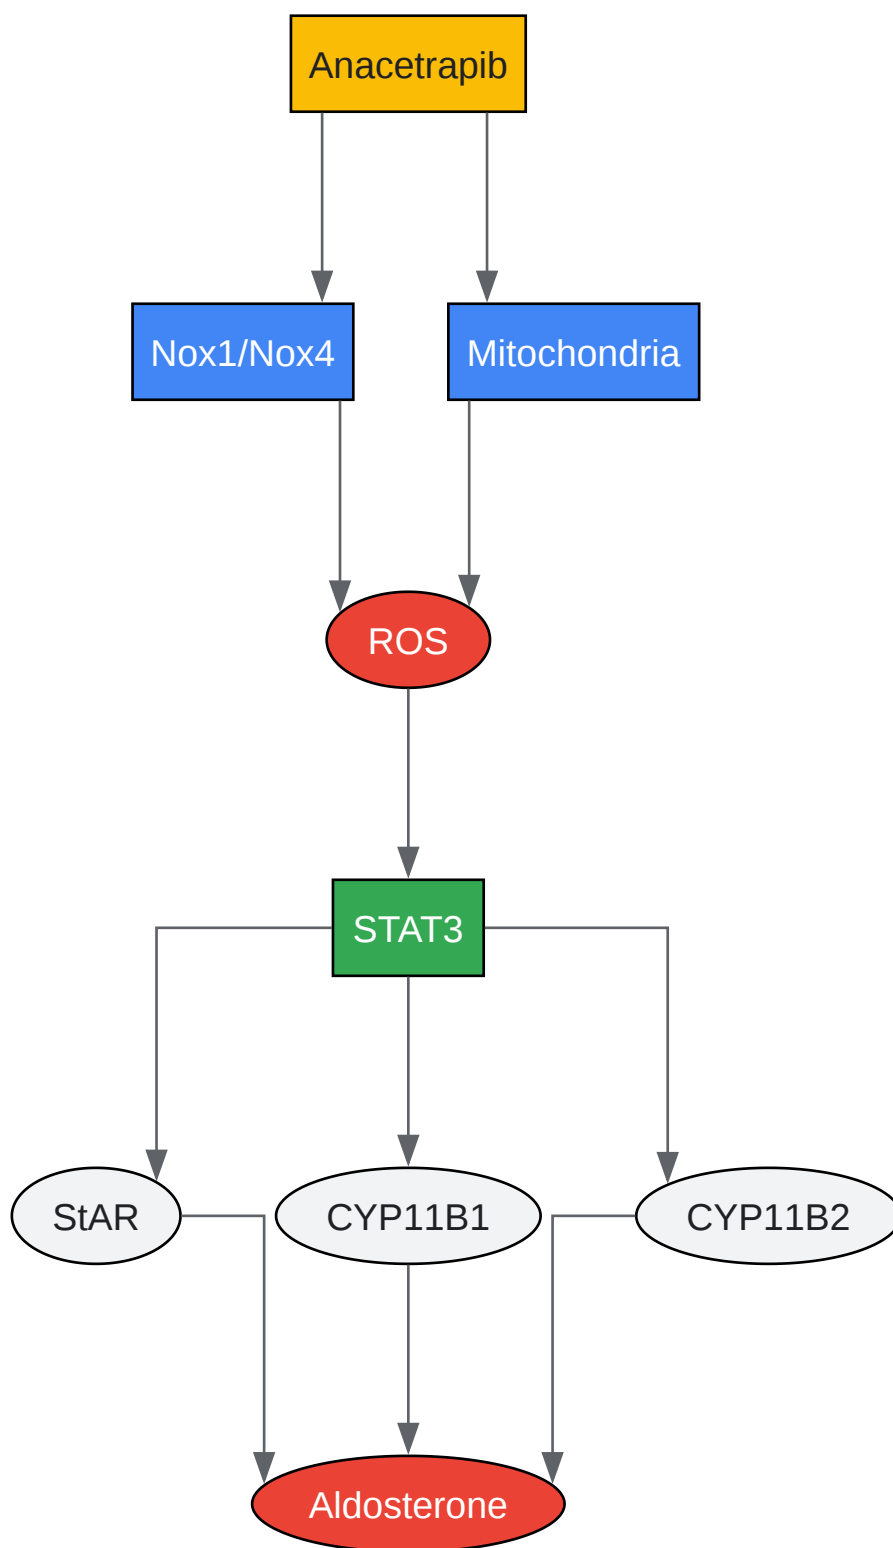 Anacetrapib
Nox1/Nox4
Mitochondria
ROS
STAT3
StAR
CYP11B1
CYP11B2
Aldosterone